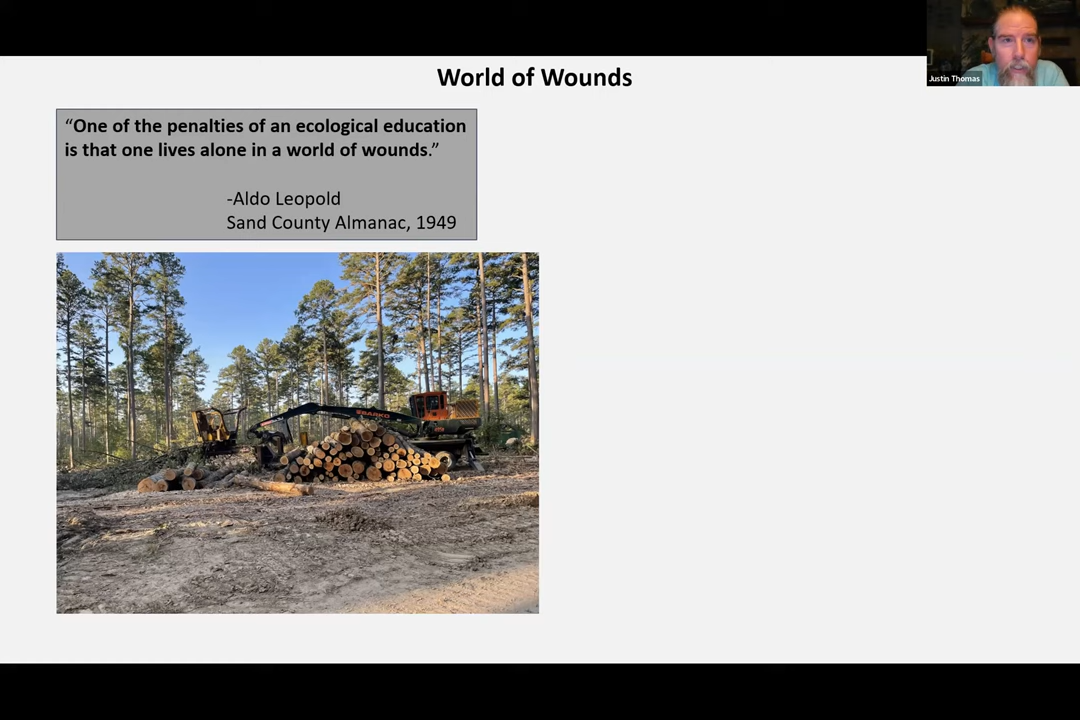 World of Wounds
Justin Thomas
“One of the penalties of an ecological education
is that one lives alone in a world of wounds.”
-Aldo Leopold
Sand County Almanac, 1949
BARKO